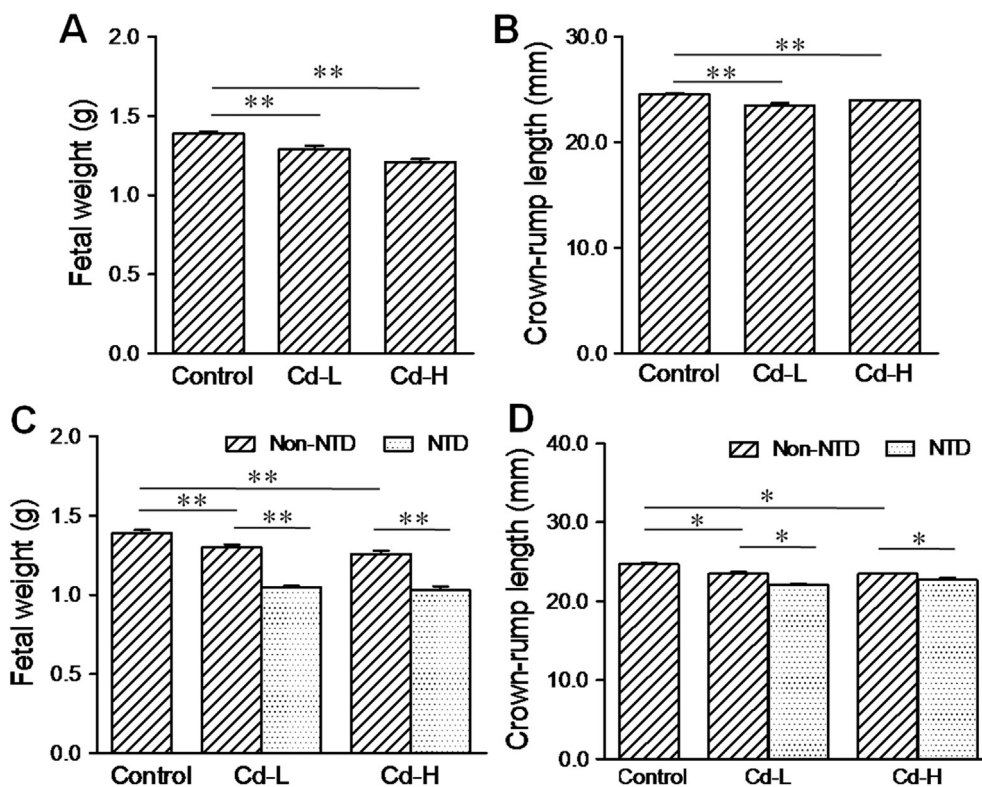 A
Fetal weight (g)
2.0
1.5
1.0
0.5
0.0
**
**
Control Cd-L Cd-H
B
Crown-rump length (mm)
30.0
20.0
10.0
0.0
**
**
Control Cd-L Cd-H
C
Fetal weight (g)
2.0
1.5
1.0
0.5
0.0
Non-NTD NTD
**
** ** **
Control Cd-L Cd-H
D
Crown-rump length (mm)
40.0
30.0
20.0
10.0
0.0
Non-NTD NTD
*
* * *
Control Cd-L Cd-H